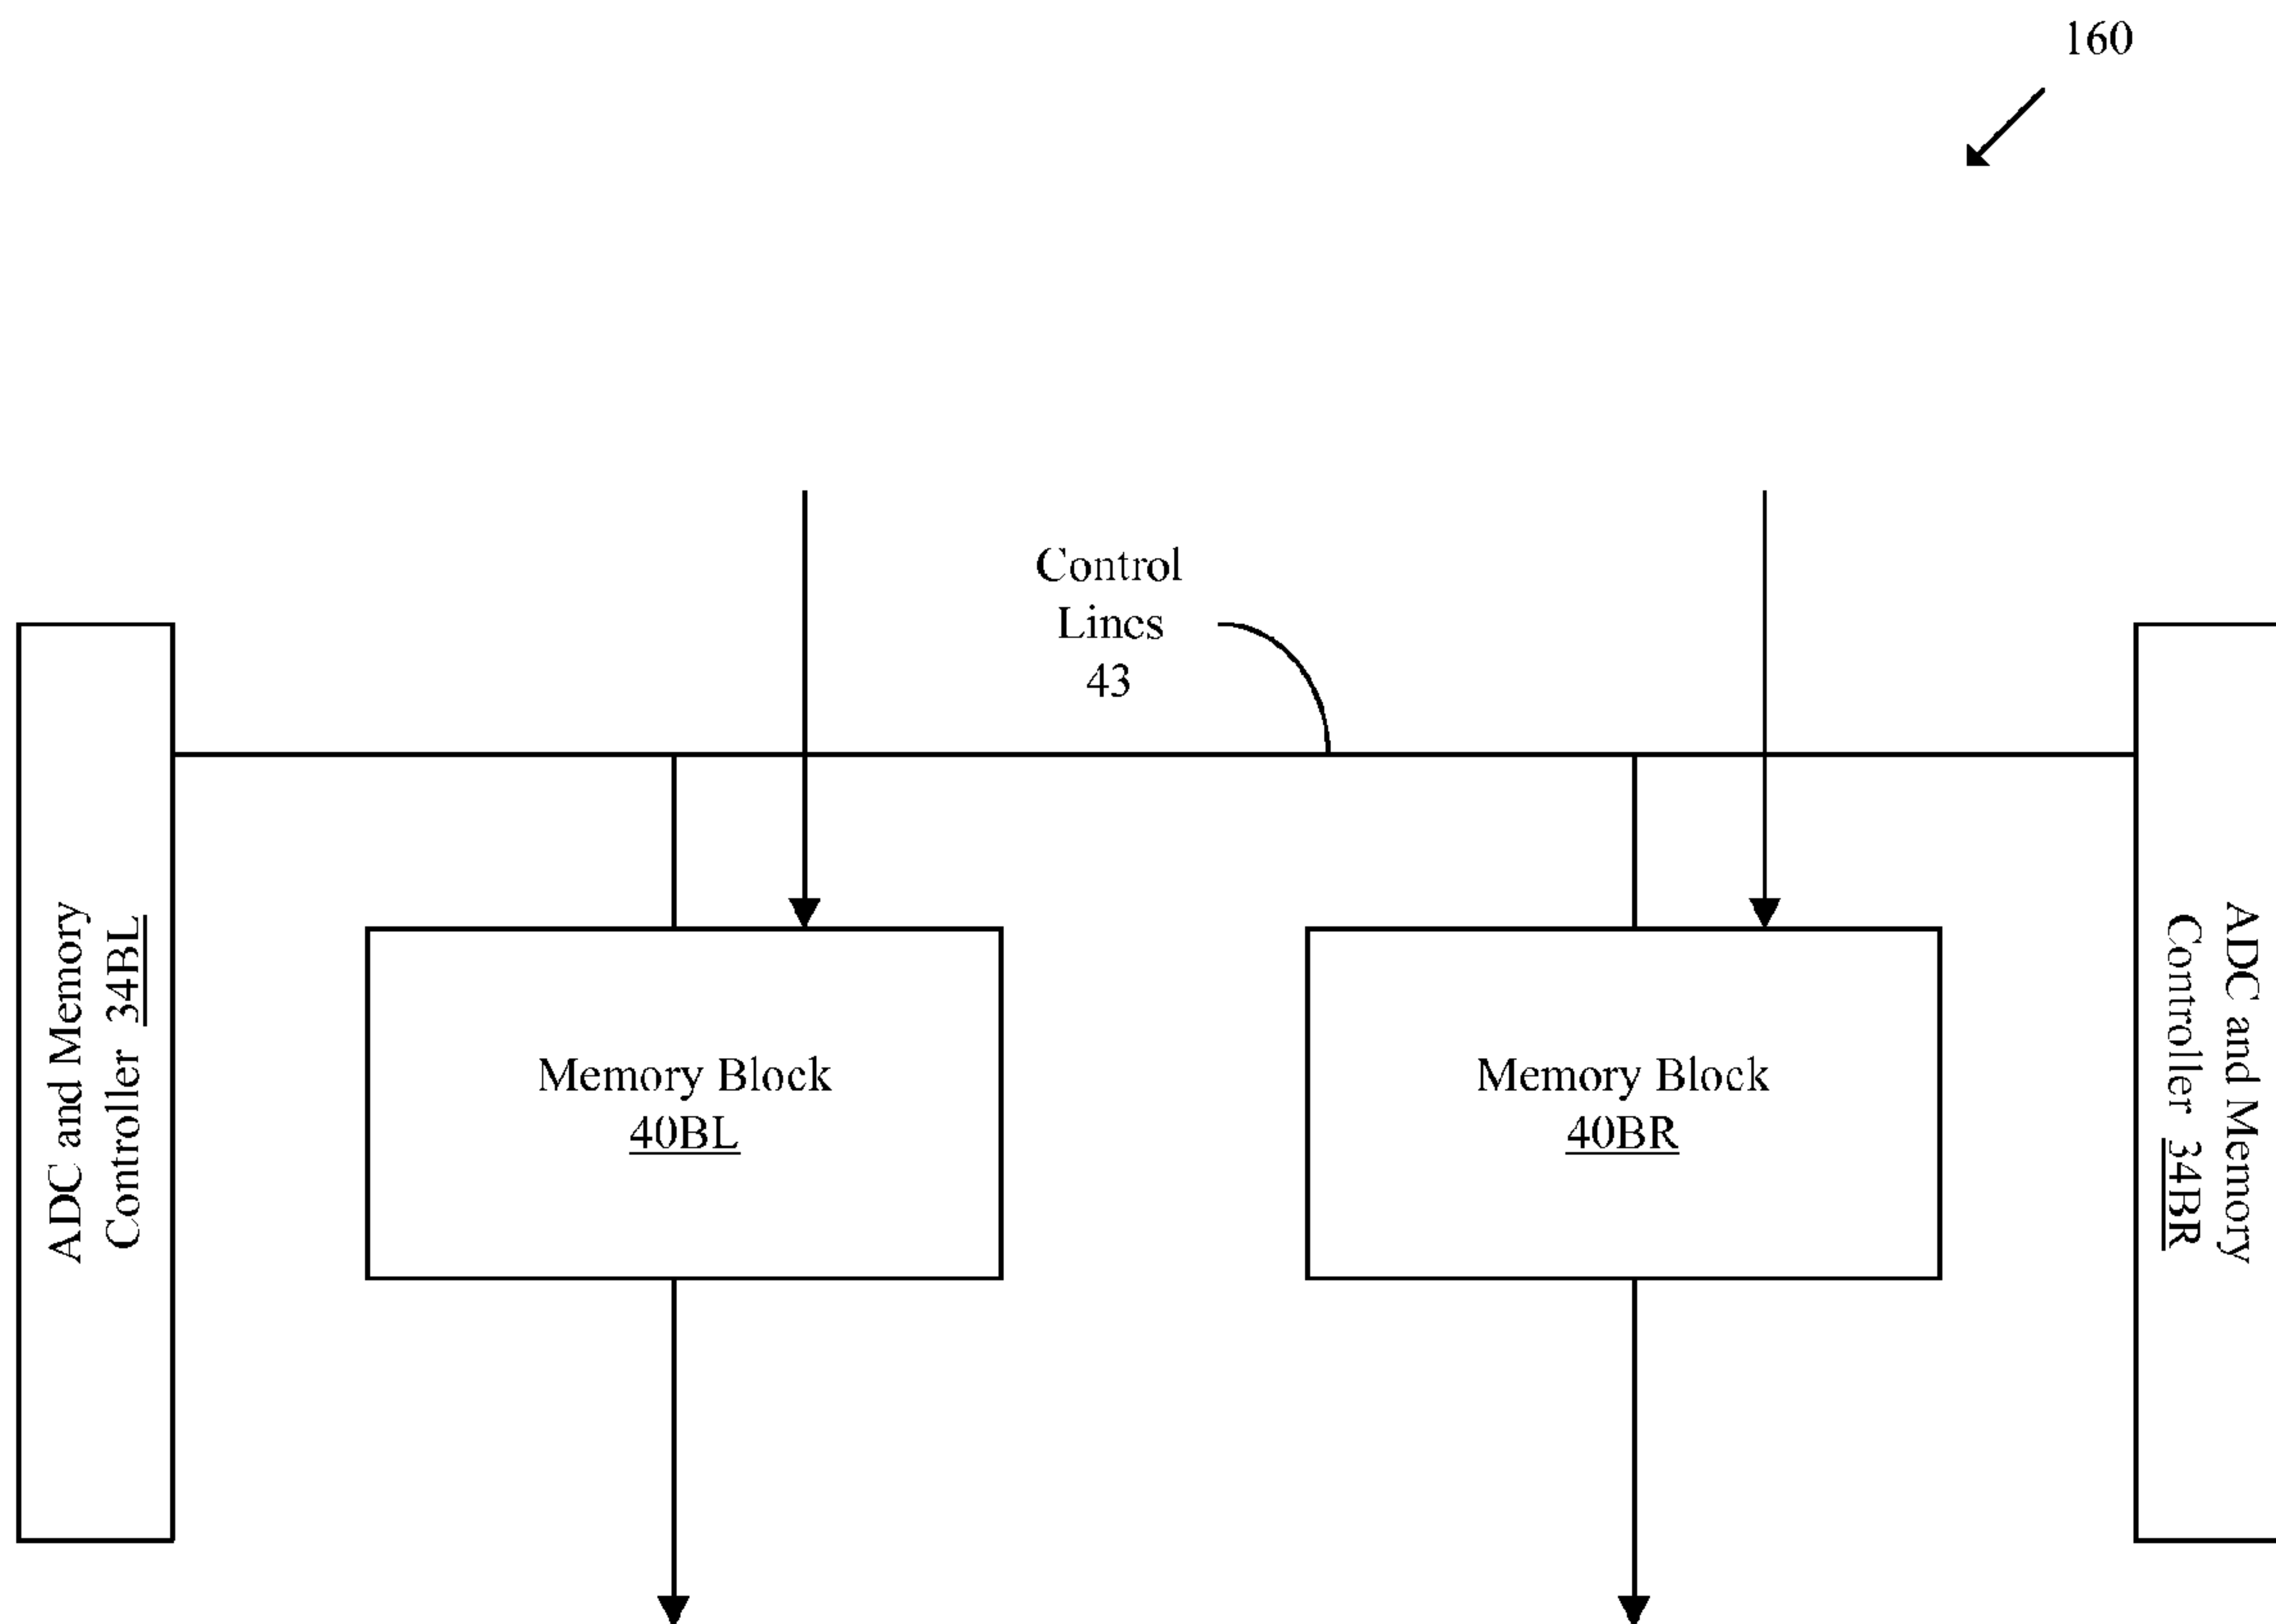 160
Control
Lines
43
ADC and Memory
Controller 34BL
Memory Block
40BL
Memory Block
40BR
ADC and Memory
Controller 34BR